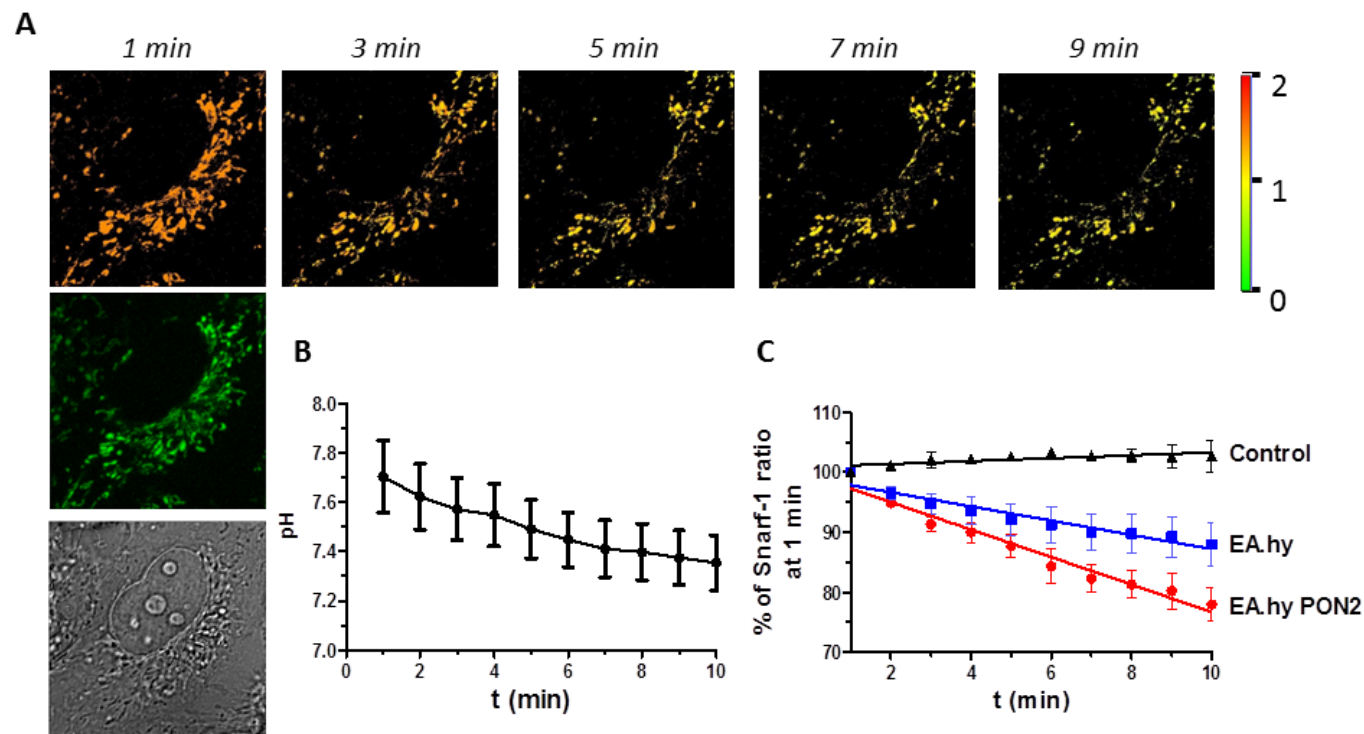 A
1 min 3 min 5 min 7 min 9 min
2
1
0
B
pH
8.0
7.8
7.6
7.4
7.2
7.0
0 2 4 6 8 10
t (min)
C
% of Snarf-1 ratio
at 1 min
110
100
90
80
70
2 4 6 8 10
t (min)
Control
EA.hy
EA.hy PON2